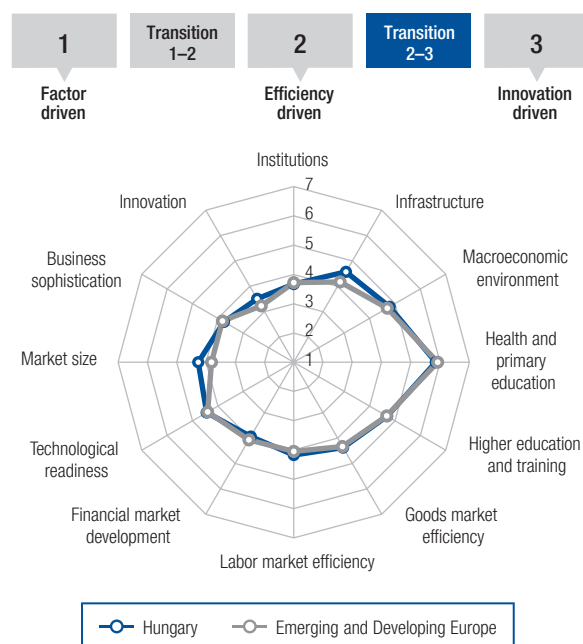 1
Transition
1–2
2
Transition
2–3
3
Factor
driven
Efficiency
driven
Innovation
driven
Institutions
7
6
5
4
3
2
1
Infrastructure
Macroeconomic
environment
Health and
primary
education
Higher education
and training
Goods market
efficiency
Labor market efficiency
Financial market
development
Technological
readiness
Market size
Business
sophistication
Innovation
Hungary
Emerging and Developing Europe